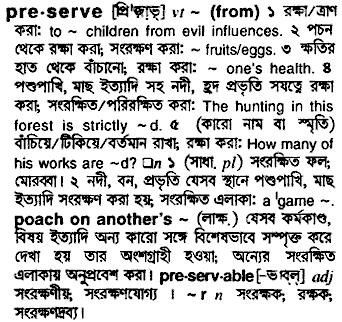 pre·serve [প্রি'জ়াভ়্] vt ~ (from) ১ রক্ষা/ত্রাণ
করা: to ~ children from evil influences. ২ পচন
থেকে রক্ষা করা; সংরক্ষণ করা: ~ fruits/eggs. ৩ ক্ষতির
হাত থেকে বাঁচানো; রক্ষা করা: ~ one's health. ৪
পশুপাখি, মাছ ইত্যাদি সহ নদী, হ্রদ প্রভৃতি সযত্নে রক্ষা
করা; সংরক্ষিত/পরিরক্ষিত করা: The hunting in this
forest is strictly ~d. ৫ (কারো নাম বা স্মৃতি)
বাঁচিয়ে/টিকিয়ে/বর্তমান রাখা; রক্ষা করা: How many of
his works are ~d? □n ১ (সাধা. pl) সংরক্ষিত ফল;
মোরব্বা। ২ নদী, বন, প্রভৃতি যেসব স্থানে পশুপাখি, মাছ
ইত্যাদি সংরক্ষণ করা হয়; সংরক্ষিত এলাকা: a 'game ~.
poach on another's ~ (লাক্ষ.) যেসব কর্মকাণ্ড,
বিষয় ইত্যাদি অন্য কারো সঙ্গে বিশেষভাবে সম্পৃক্ত করে
দেখা হয় তার অংশগ্রাহী হওয়া; অন্যের সংরক্ষিত
এলাকায় অনুপ্রবেশ করা। pre·serv·able [–ভ়াব্‌ল্] adj
সংরক্ষণীয়; সংরক্ষণযোগ্য। ~r n সংরক্ষক; রক্ষক;
সংরক্ষণদ্রব্য।